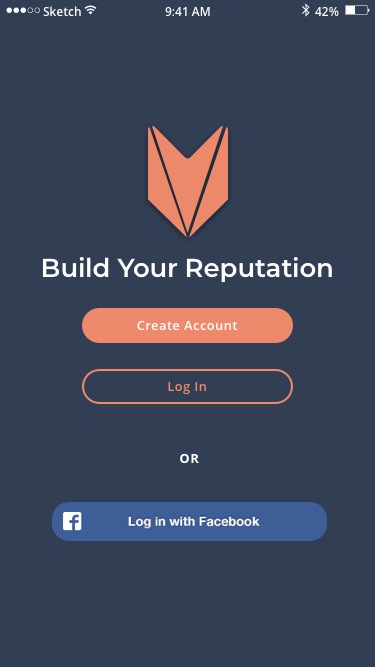 Sketch 9:41 AM 42%
Build Your Reputation
Create Account
Log In
OR
Log in with Facebook